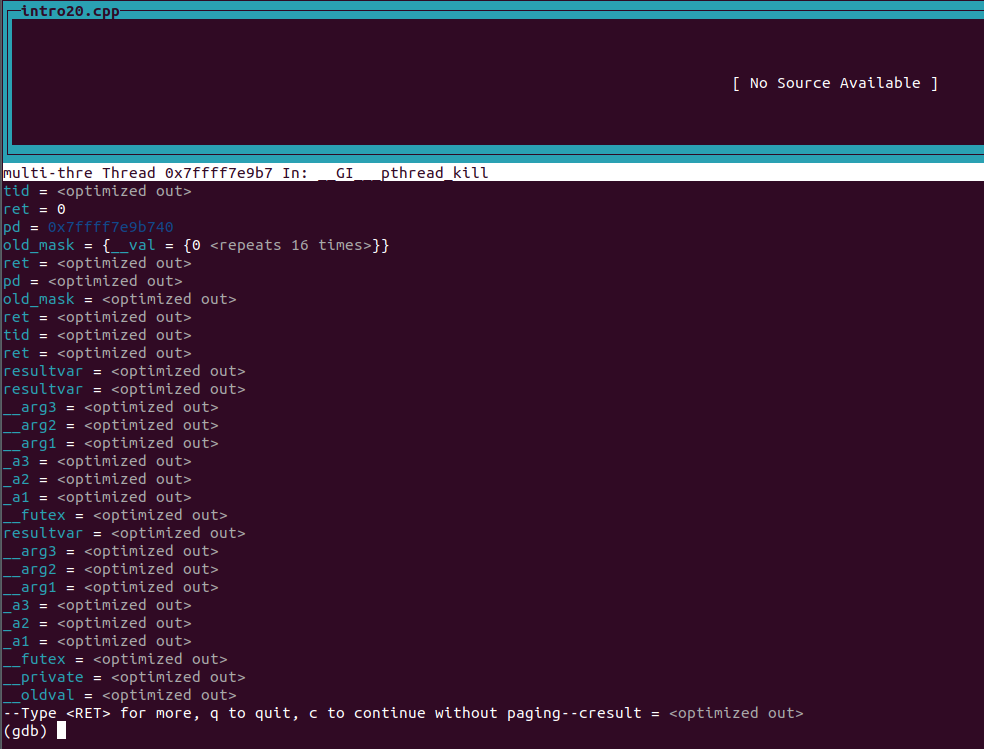 intro20.cpp
[ No Source Available ]
multi-thre Thread 0x7ffff7e9b7 In: __GI___pthread_kill
tid = <optimized out>
ret = 0
pd = 0x7ffff7e9b740
old_mask = {__val = {0 <repeats 16 times>}}
ret = <optimized out>
pd = <optimized out>
old_mask = <optimized out>
ret = <optimized out>
tid = <optimized out>
ret = <optimized out>
resultvar = <optimized out>
resultvar = <optimized out>
__arg3 = <optimized out>
__arg2 = <optimized out>
__arg1 = <optimized out>
_a3 = <optimized out>
_a2 = <optimized out>
_a1 = <optimized out>
__futex = <optimized out>
resultvar = <optimized out>
__arg3 = <optimized out>
__arg2 = <optimized out>
__arg1 = <optimized out>
_a3 = <optimized out>
_a2 = <optimized out>
_a1 = <optimized out>
__futex = <optimized out>
__private = <optimized out>
__oldval = <optimized out>
--Type <RET> for more, q to quit, c to continue without paging--cresult = <optimized out>
(gdb)